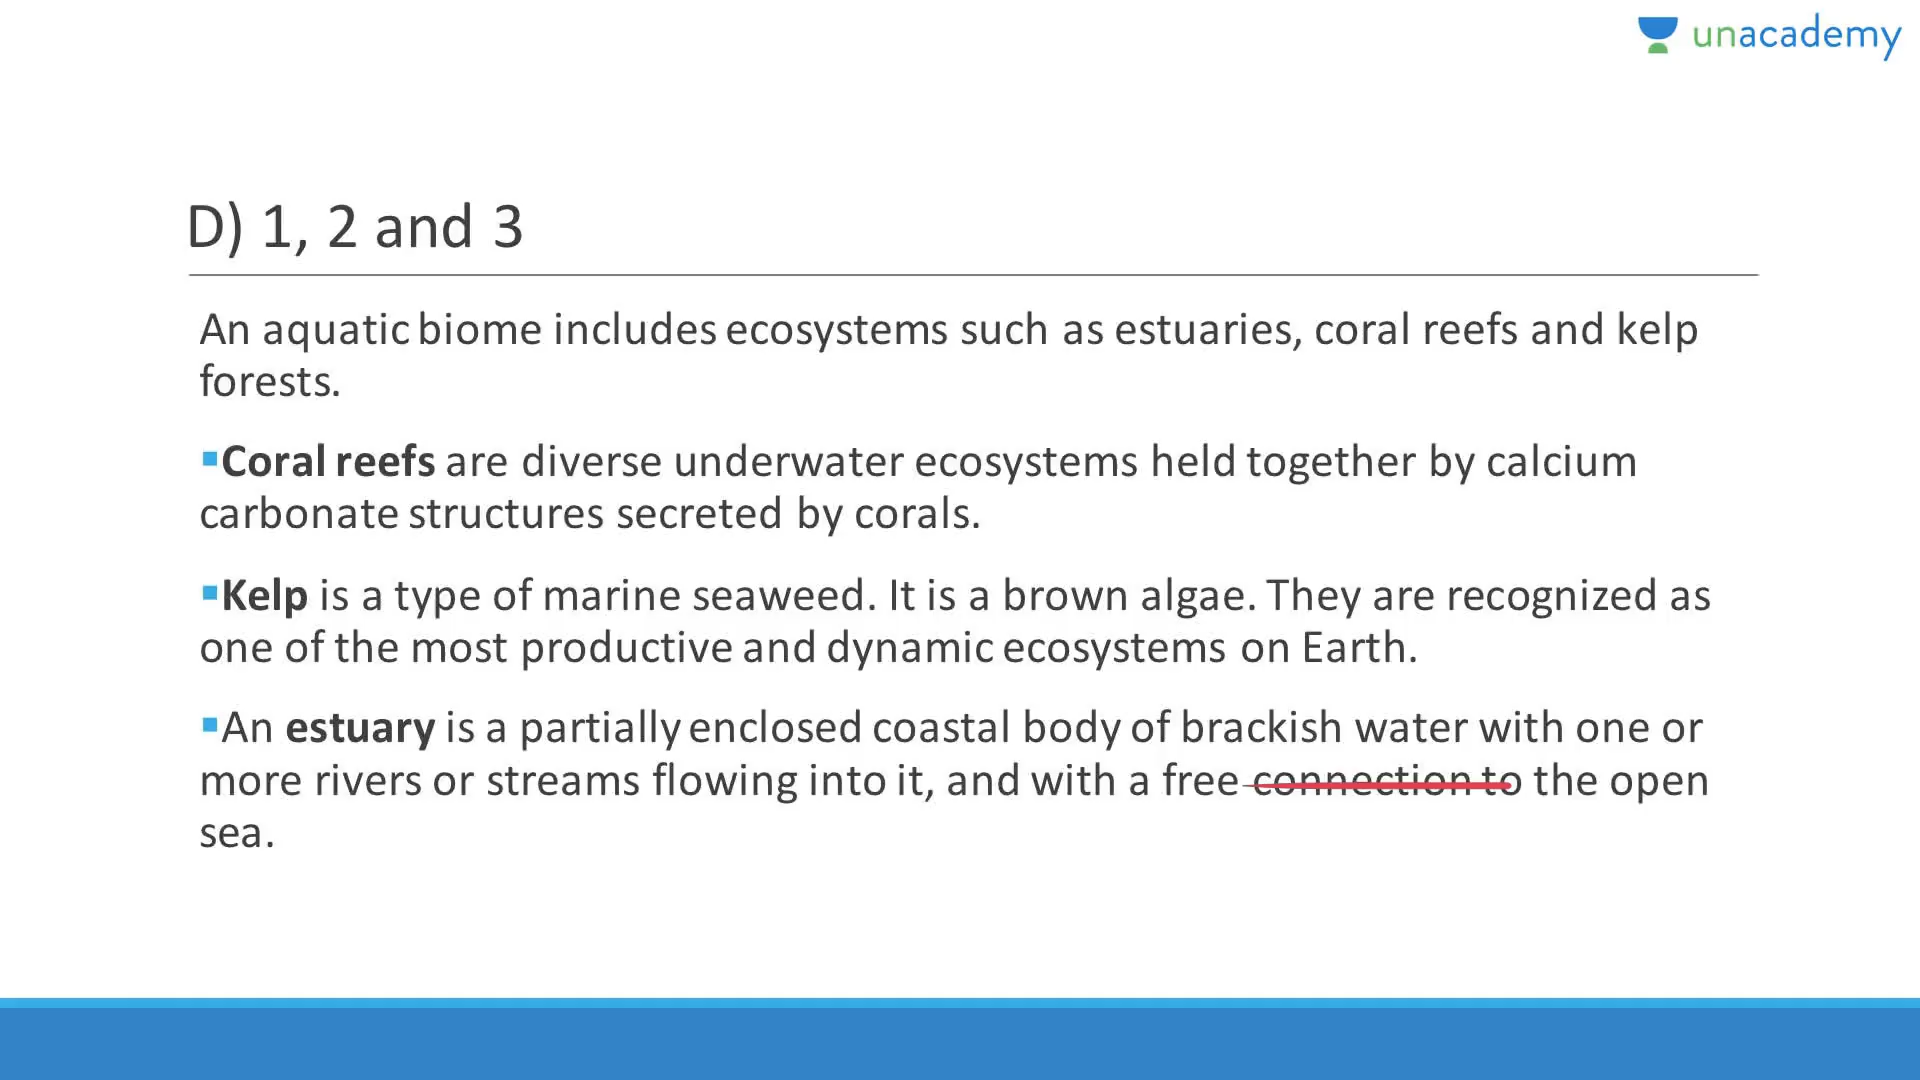 unacademy
D) 1, 2 and 3
An aquatic biome includes ecosystems such as estuaries, coral reefs and kelp
forests.
▪Coral reefs are diverse underwater ecosystems held together by calcium
carbonate structures secreted by corals.
▪Kelp is a type of marine seaweed. It is a brown algae. They are recognized as
one of the most productive and dynamic ecosystems on Earth.
▪An estuary is a partially enclosed coastal body of brackish water with one or
more rivers or streams flowing into it, and with a free connection to the open
sea.